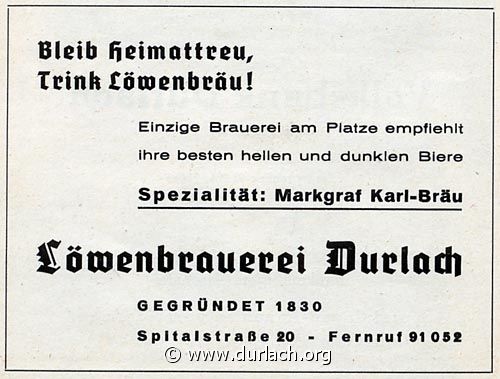 Bleib Heimattreu,
Trink Löwenbräu!
Einzige Brauerei am Platze empfiehlt
ihre besten hellen und dunklen Biere
Spezialität: Markgraf Karl-Bräu
Löwenbrauerei Durlach
GEGRÜNDET 1830
Spitalstraße 20 - Fernruf 91052
© www.durlach.org